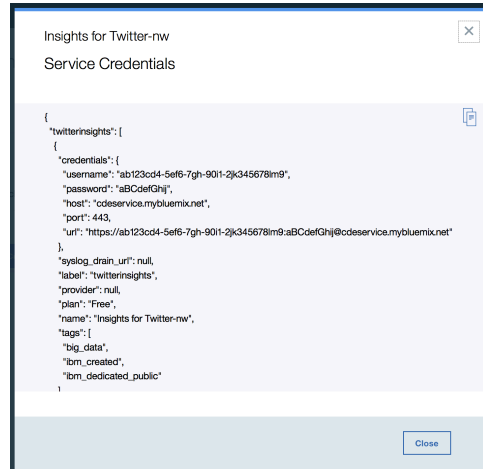 Insights for Twitter-nw
Service Credentials
{
"twitterinsights": [
{
"credentials": {
"username": "ab123cd4-5ef6-7gh-90i1-2jk345678lm9",
"password": "aBCdefGhij",
"host": "cdeservice.mybluemix.net",
"port": 443,
"url": "https://ab123cd4-5ef6-7gh-90i1-2jk345678lm9:aBCdefGhij@cdeservice.mybluemix.net"
},
"syslog_drain_url": null,
"label": "twitterinsights",
"provider": null,
"plan": "Free",
"name": "Insights for Twitter-nw",
"tags": [
"big_data",
"ibm_created",
"ibm_dedicated_public"
]
Close